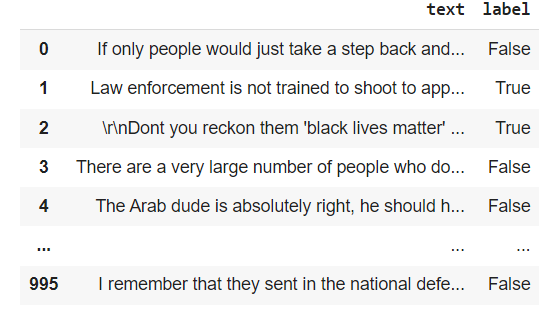 text label
0 If only people would just take a step back and... False
1 Law enforcement is not trained to shoot to app... True
2 \r\nDont you reckon them 'black lives matter' ... True
3 There are a very large number of people who do... False
4 The Arab dude is absolutely right, he should h... False
... ... ...
995 I remember that they sent in the national defe... False